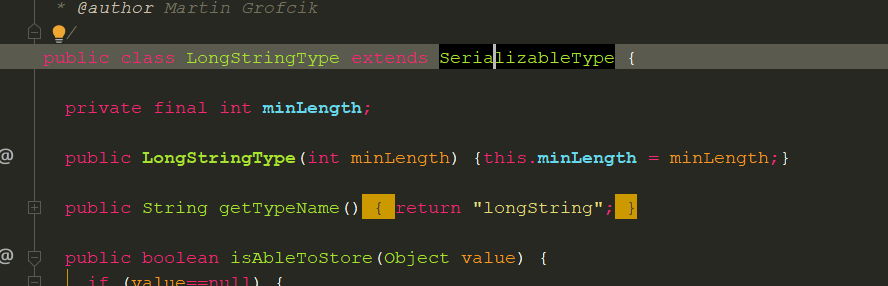 * @author Martin Grofcik
/
public class LongStringType extends SerializableType {
private final int minLength;
@ public LongStringType(int minLength) {this.minLength = minLength;}
public String getTypeName() { return "longString"; }
@ public boolean isAbleToStore(Object value) {
if (value==null) {